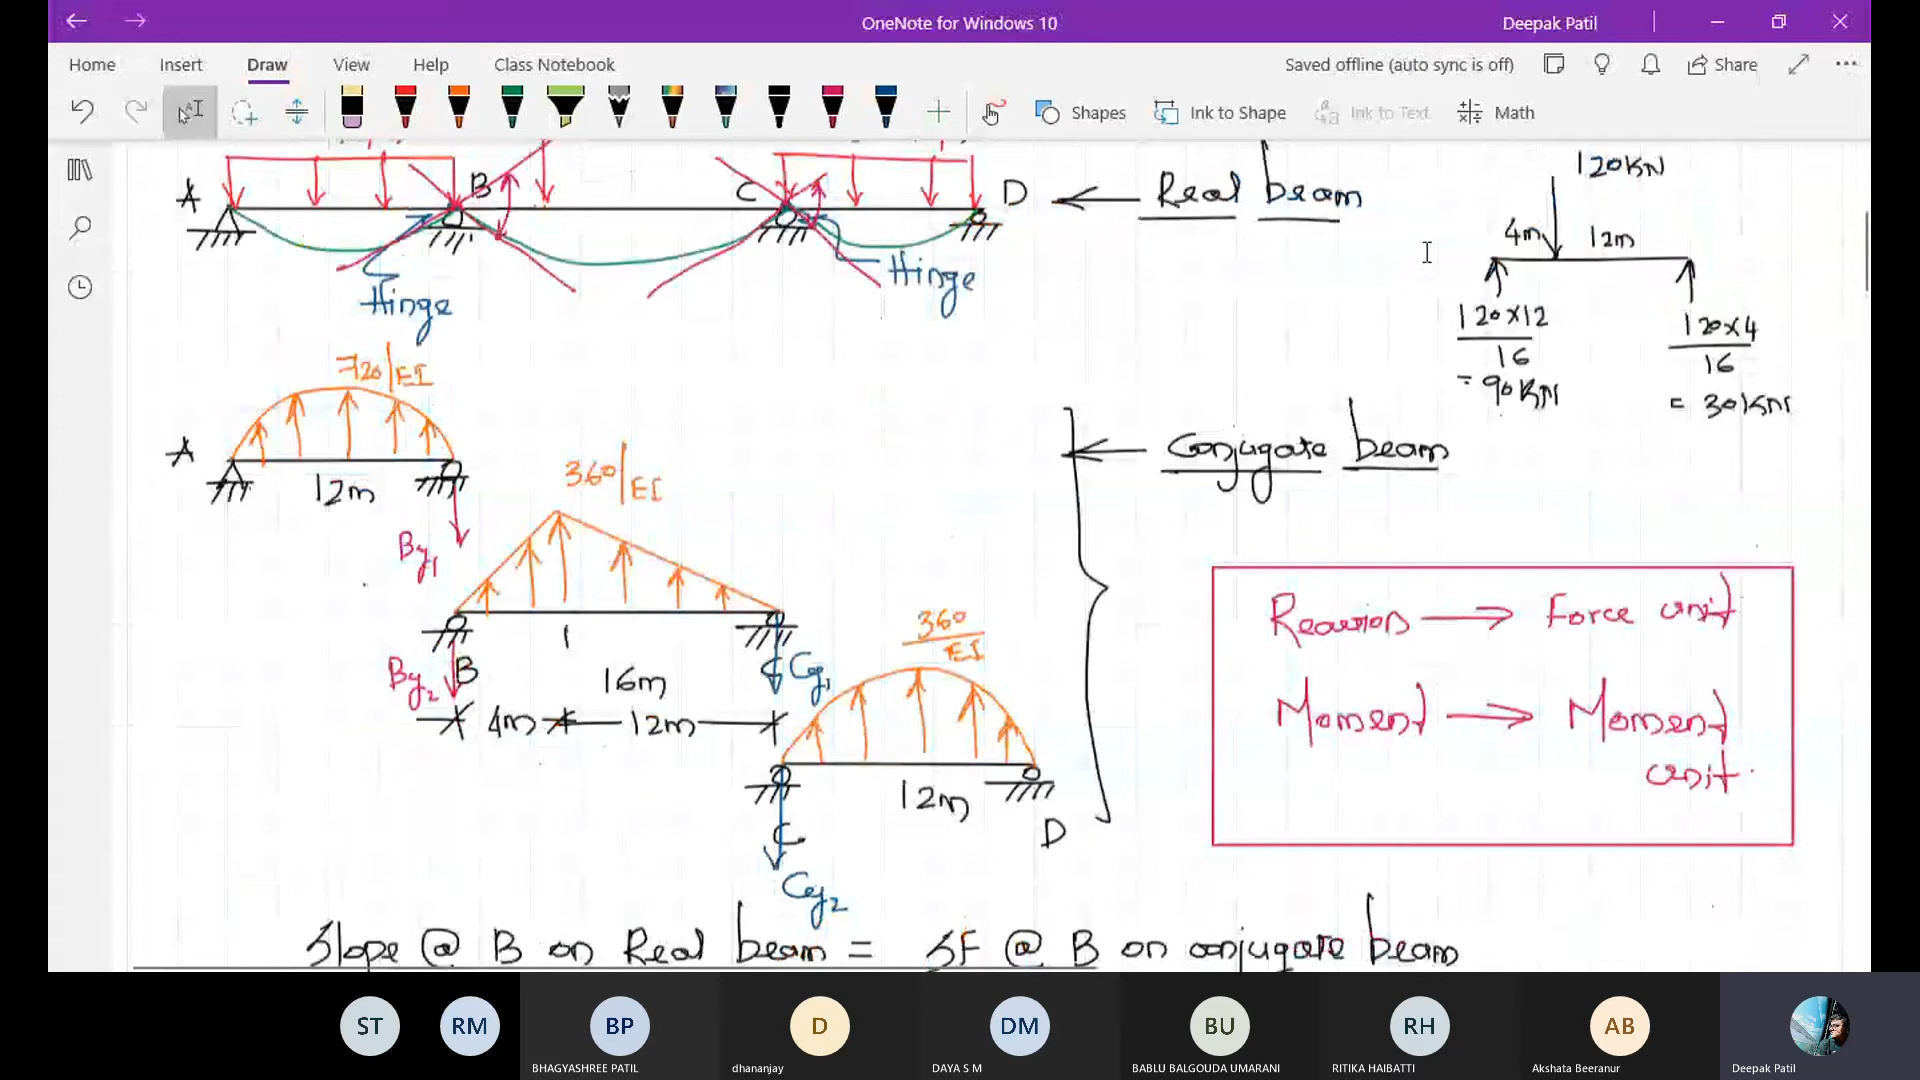 OneNote for Windows 10
Deepak Patil
Home Insert Draw View Help Class Notebook
Saved offline (auto sync is off)
Share
Shapes
Ink to Shape
Ink to Text
Math
A B C D
Real beam
Hinge
Hinge
120KN
4m 12m
120×12
16
= 90KN
120×4
16
= 30KN
720/EI
A
12m
By1
360/EI
Conjugate beam
By2
B
16m
4m 12m
Cy1
360
EI
12m
C
D
Cy2
Reaction → Force unit
Moment → Moment
unit.
Slope @ B on Real beam = SF @ B on conjugate beam
ST
RM
BP
D
DM
BU
RH
AB
BHAGYASHREE PATIL
dhananjay
DAYA S M
BABLU BALGOUDA UMARANI
RITIKA HAIBATTI
Akshata Beeranur
Deepak Patil